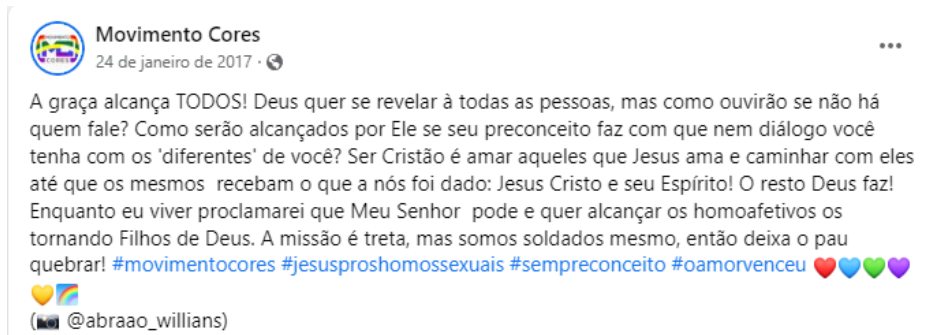 Movimento Cores
24 de janeiro de 2017 ·
A graça alcança TODOS! Deus quer se revelar à todas as pessoas, mas como ouvirão se não há
quem fale? Como serão alcançados por Ele se seu preconceito faz com que nem diálogo você
tenha com os 'diferentes' de você? Ser Cristão é amar aqueles que Jesus ama e caminhar com eles
até que os mesmos  recebam o que a nós foi dado: Jesus Cristo e seu Espírito! O resto Deus faz!
Enquanto eu viver proclamarei que Meu Senhor  pode e quer alcançar os homoafetivos os
tornando Filhos de Deus. A missão é treta, mas somos soldados mesmo, então deixa o pau
quebrar! #movimentocores #jesusproshomossexuais #sempreconceito #oamorvenceu ❤️💙💚💜
💛🌈
(📷 @abraao_willians)